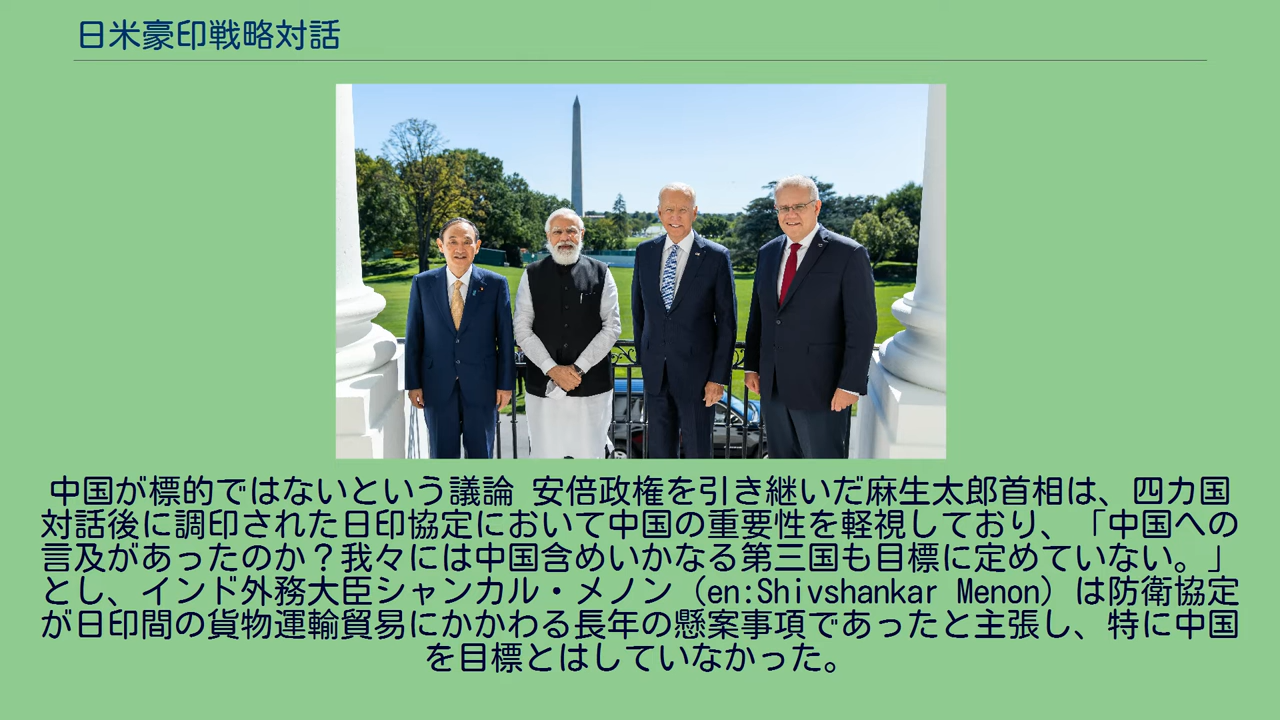 日米豪印戦略対話
中国が標的ではないという議論 安倍政権を引き継いだ麻生太郎首相は、四カ国
対話後に調印された日印協定において中国の重要性を軽視しており、「中国への
言及があったのか？我々には中国含めいかなる第三国も目標に定めていない。」
とし、インド外務大臣シャンカル・メノン（en:Shivshankar Menon）は防衛協定
が日印間の貨物運輸貿易にかかわる長年の懸案事項であったと主張し、特に中国
を目標とはしていなかった。